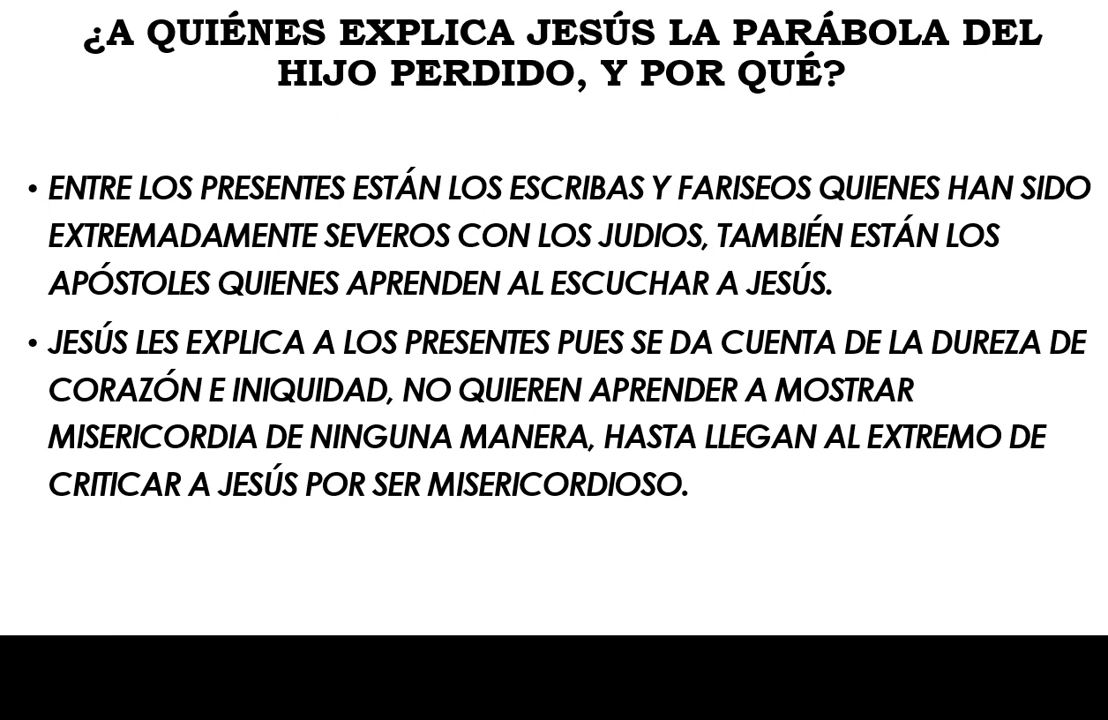 ¿A QUIÉNES EXPLICA JESÚS LA PARÁBOLA DEL
HIJO PERDIDO, Y POR QUÉ?
• ENTRE LOS PRESENTES ESTÁN LOS ESCRIBAS Y FARISEOS QUIENES HAN SIDO
EXTREMADAMENTE SEVEROS CON LOS JUDIOS, TAMBIÉN ESTÁN LOS
APÓSTOLES QUIENES APRENDEN AL ESCUCHAR A JESÚS.
• JESÚS LES EXPLICA A LOS PRESENTES PUES SE DA CUENTA DE LA DUREZA DE
CORAZÓN E INIQUIDAD, NO QUIEREN APRENDER A MOSTRAR
MISERICORDIA DE NINGUNA MANERA, HASTA LLEGAN AL EXTREMO DE
CRITICAR A JESÚS POR SER MISERICORDIOSO.